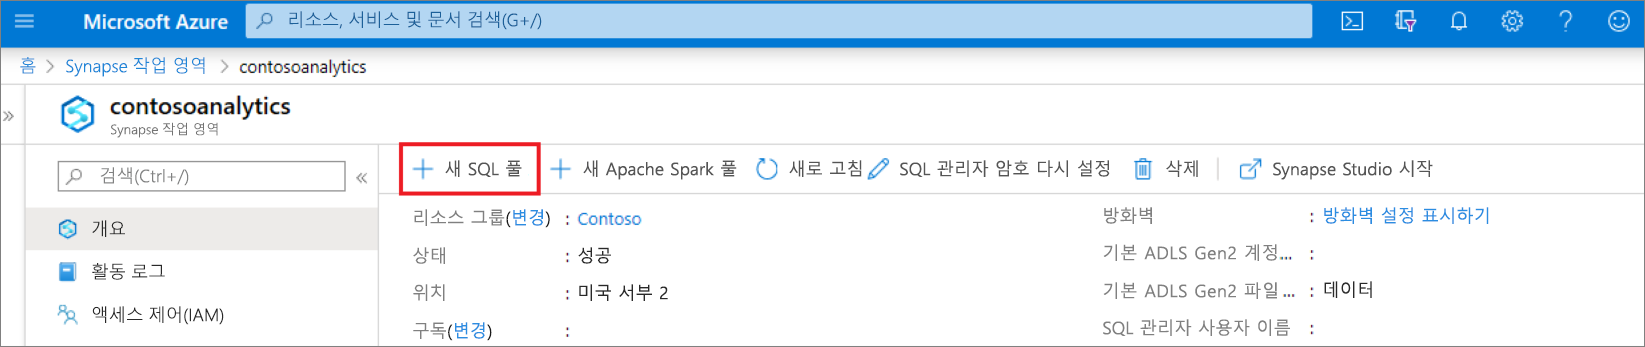 Microsoft Azure 리소스, 서비스 및 문서 검색(G+/)
홈 > Synapse 작업 영역 > contosoanalytics
contosoanalytics
Synapse 작업 영역
검색(Ctrl+/)
개요
활동 로그
액세스 제어(IAM)
새 SQL 풀 새 Apache Spark 풀 새로 고침 SQL 관리자 암호 다시 설정 삭제 Synapse Studio 시작
리소스 그룹(변경) : Contoso
상태 : 성공
위치 : 미국 서부 2
구독(변경) :
방화벽 : 방화벽 설정 표시하기
기본 ADLS Gen2 계정... :
기본 ADLS Gen2 파일 ... : 데이터
SQL 관리자 사용자 이름 :